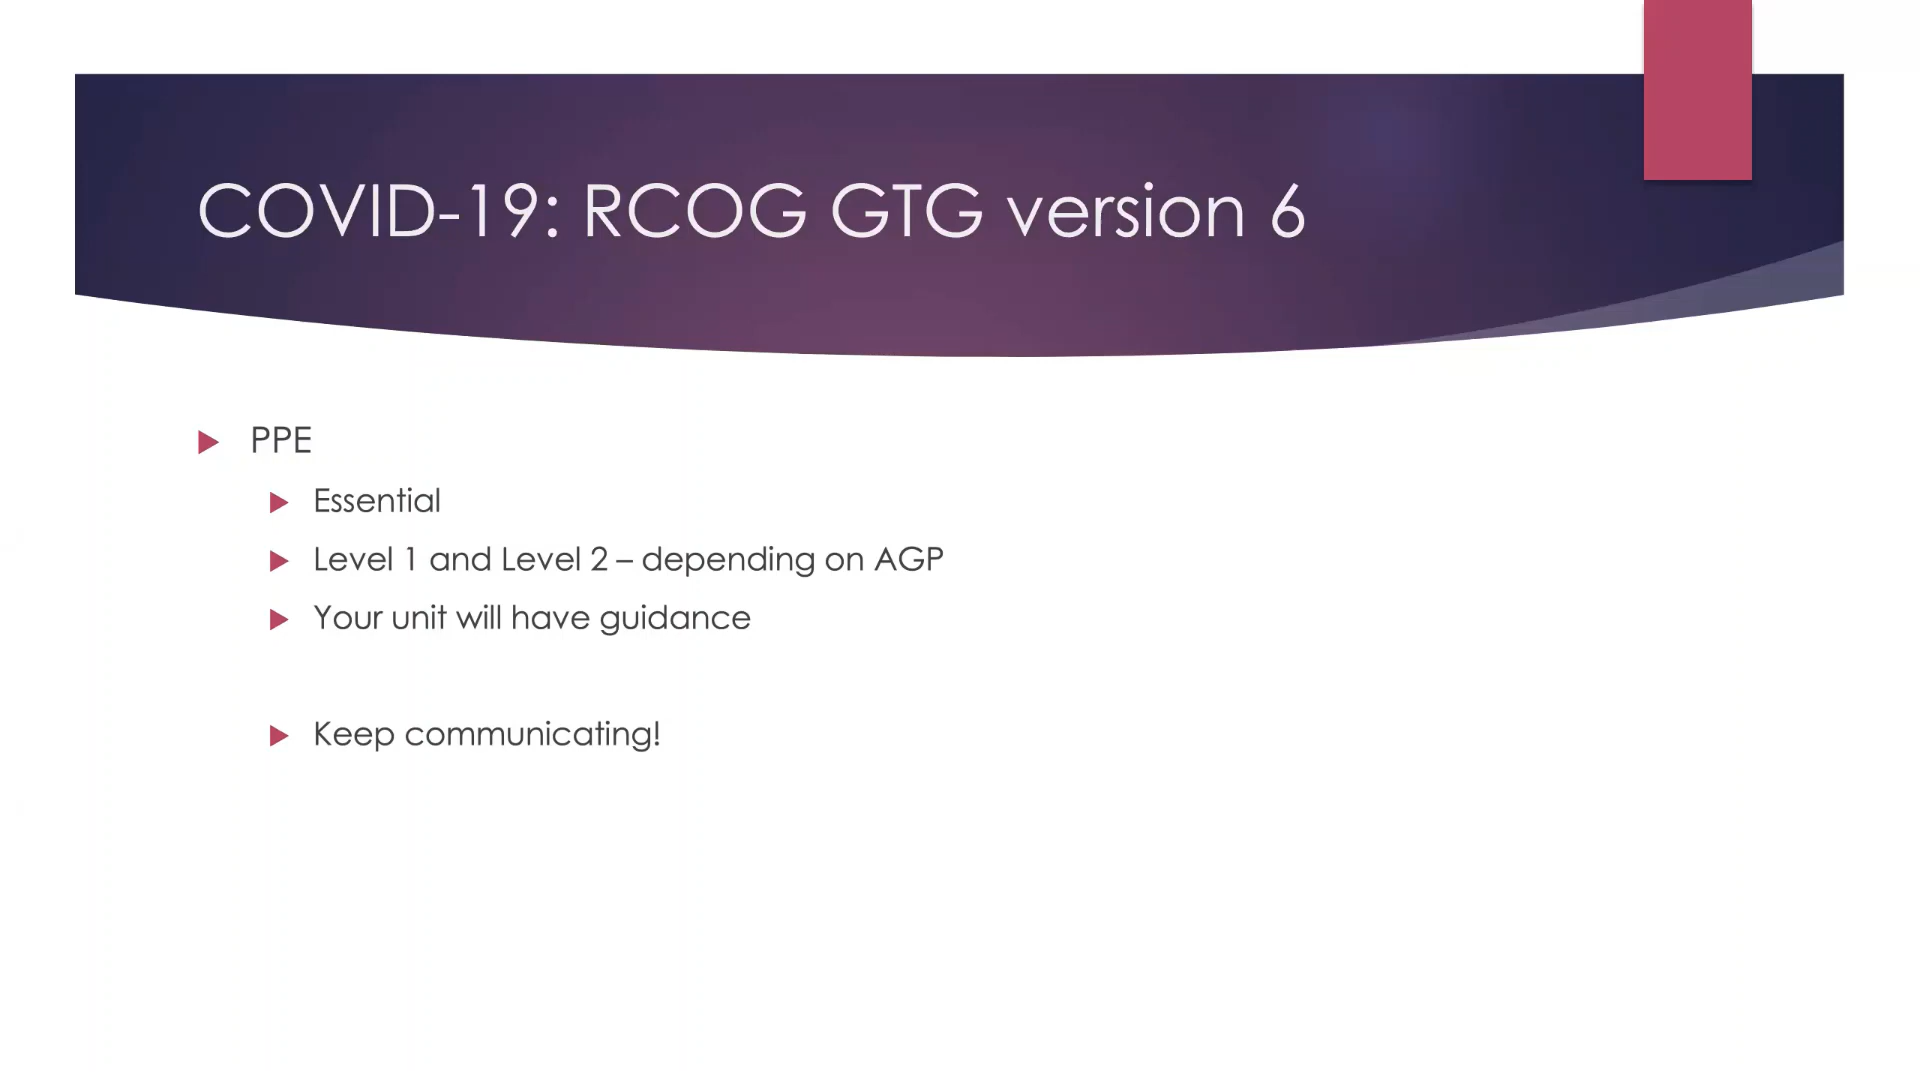 COVID-19: RCOG GTG version 6
PPE
Essential
Level 1 and Level 2 – depending on AGP
Your unit will have guidance
Keep communicating!